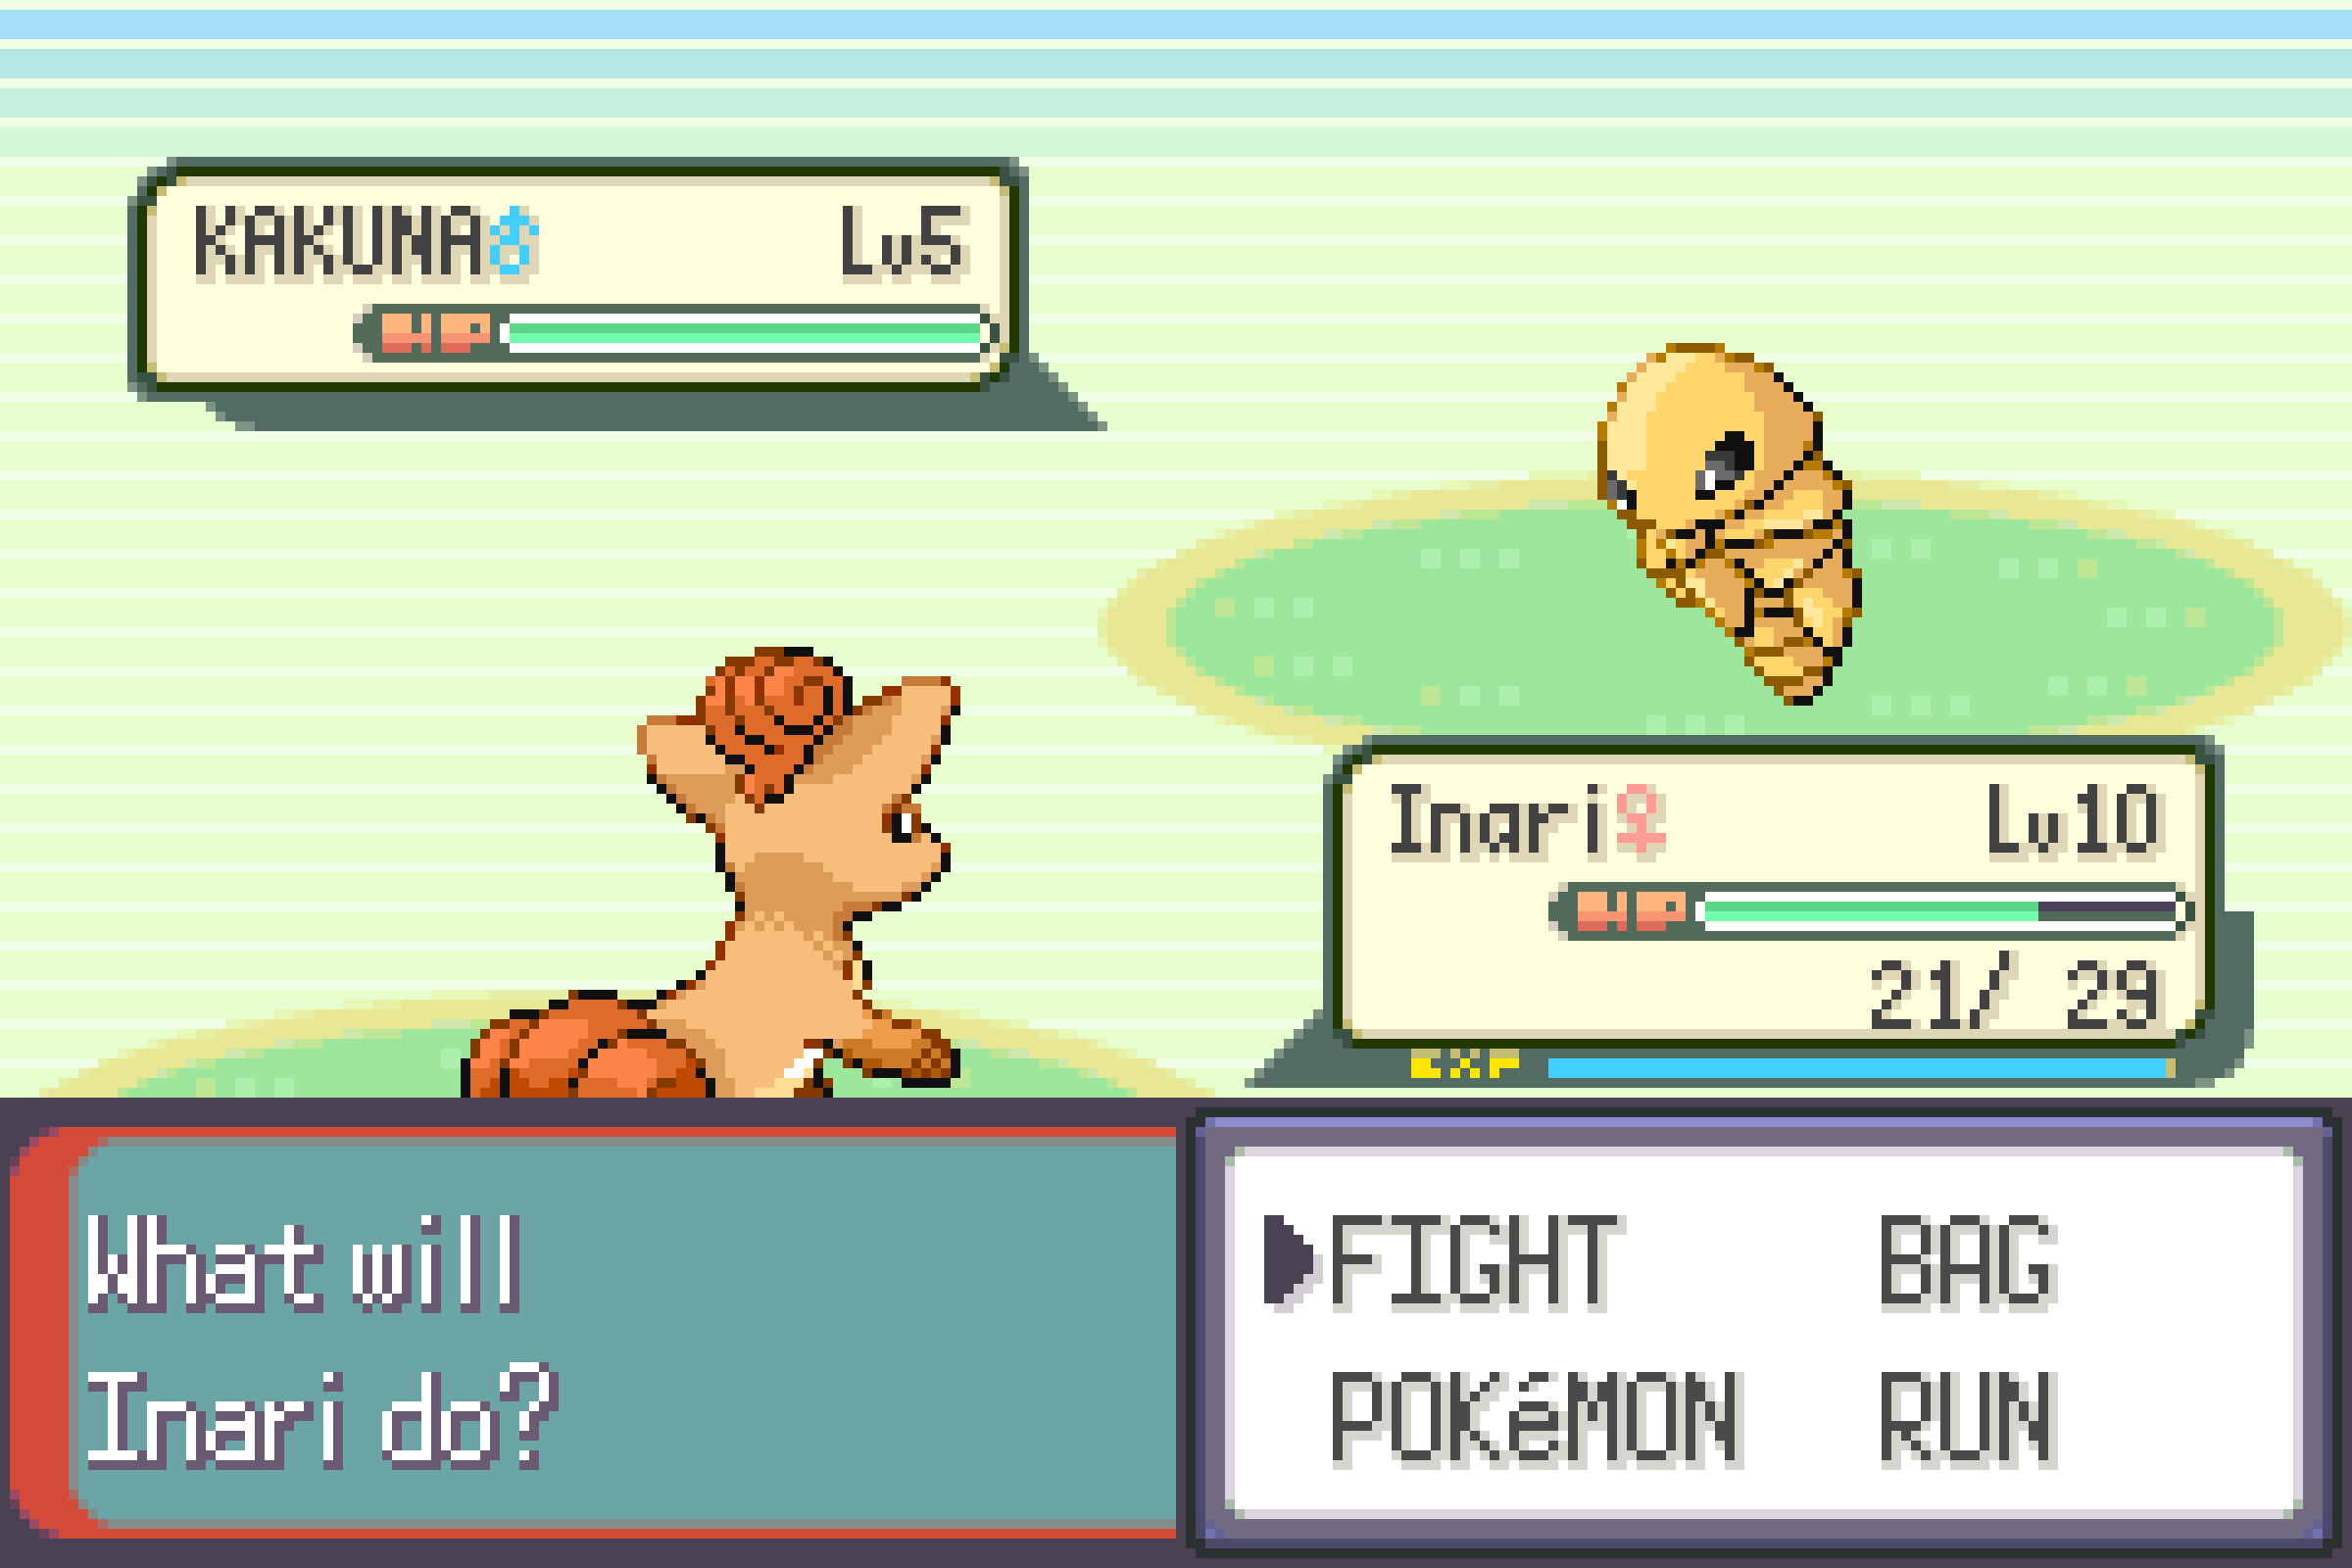 KAKUNA♂ Lv5
HP
Inari♀ Lv10
HP
21/ 29
EXP
What will
Inari do?
▶FIGHT BAG
POKéMON RUN